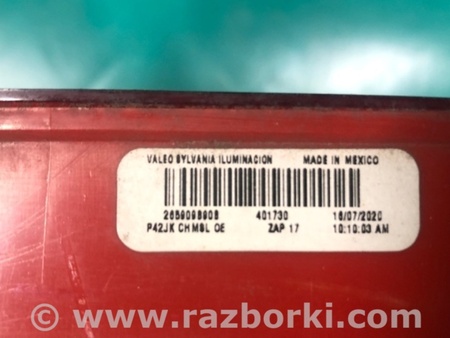 VALEO SYLVANIA ILUMINACION MADE IN MEXICO
2659098908 401730 16/07/2020
P42JK CHMSL OE ZAP 17 10:10:03 AM
© www.razborki.com